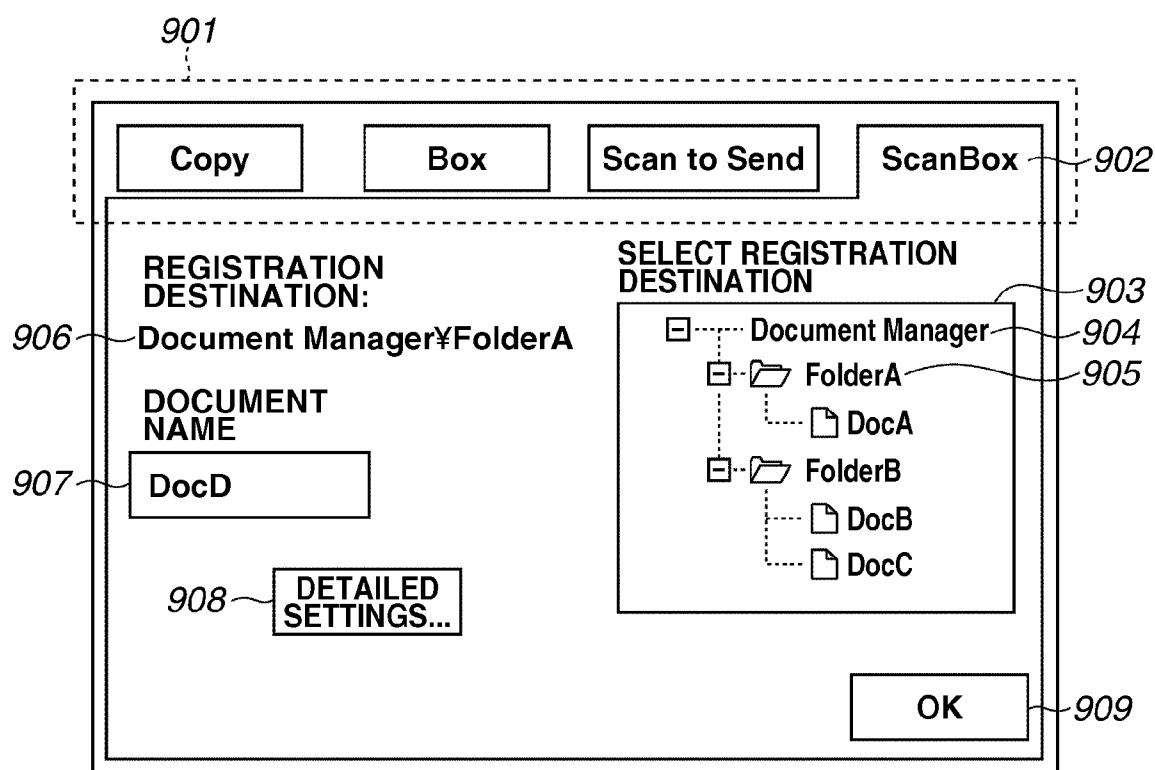 901
Copy
Box
Scan to Send
ScanBox
902
REGISTRATION
DESTINATION:
906
Document Manager¥FolderA
DOCUMENT
NAME
907
DocD
908
DETAILED
SETTINGS...
SELECT REGISTRATION
DESTINATION
903
Document Manager
904
FolderA
905
DocA
FolderB
DocB
DocC
OK
909